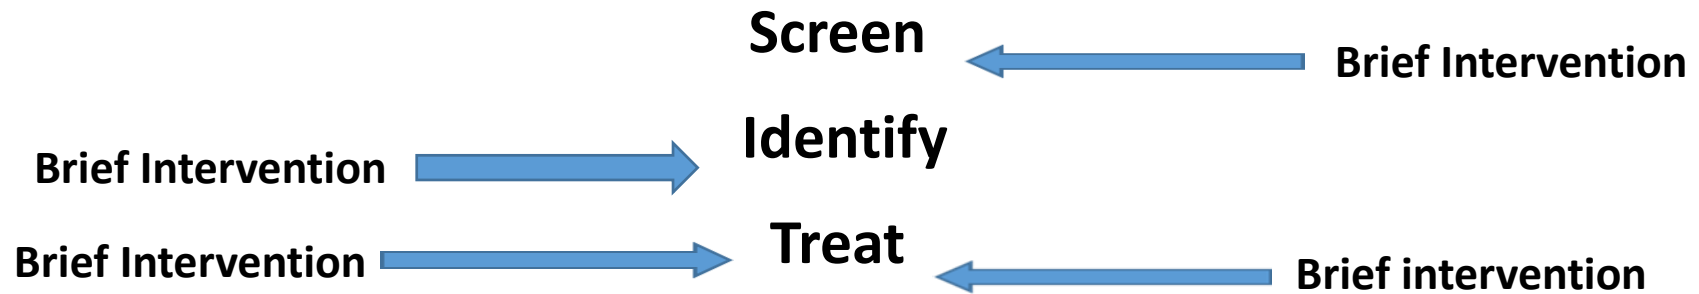 Screen
Brief Intervention
Identify
Brief Intervention
Treat
Brief Intervention
Brief intervention